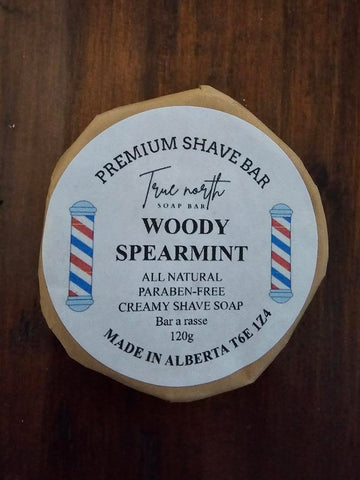 PREMIUM SHAVE BAR
True north
SOAP BAR
WOODY
SPEARMINT
ALL NATURAL
PARABEN-FREE
CREAMY SHAVE SOAP
Bar a rasse
120g
MADE IN ALBERTA T6E 1Z4